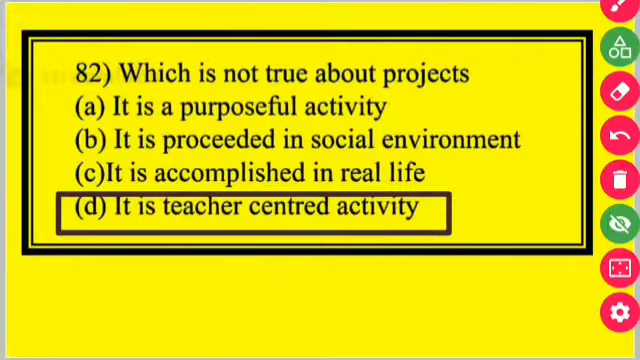 82) Which is not true about projects
(a) It is a purposeful activity
(b) It is proceeded in social environment
(c)It is accomplished in real life
(d) It is teacher centred activity